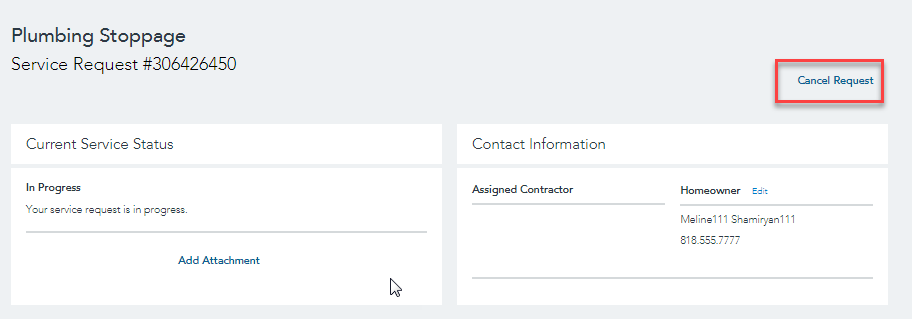 Plumbing Stoppage
Service Request #306426450
Cancel Request
Current Service Status
In Progress
Your service request is in progress.
Add Attachment
Contact Information
Assigned Contractor
Homeowner Edit
Meline111 Shamiryan111
818.555.7777